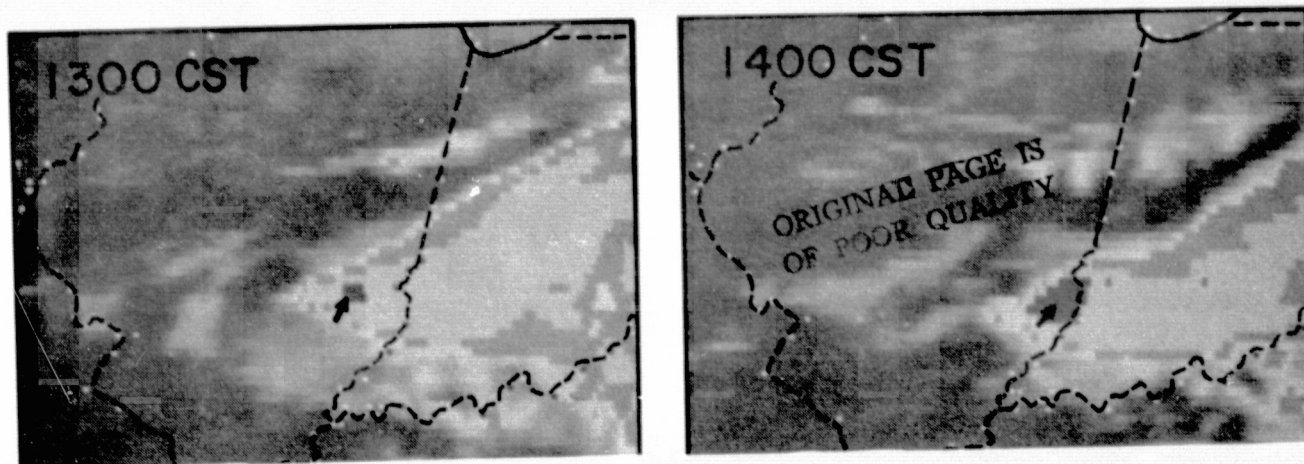 1300 CST
1400 CST
ORIGINAL PAGE IS
OF POOR QUALITY